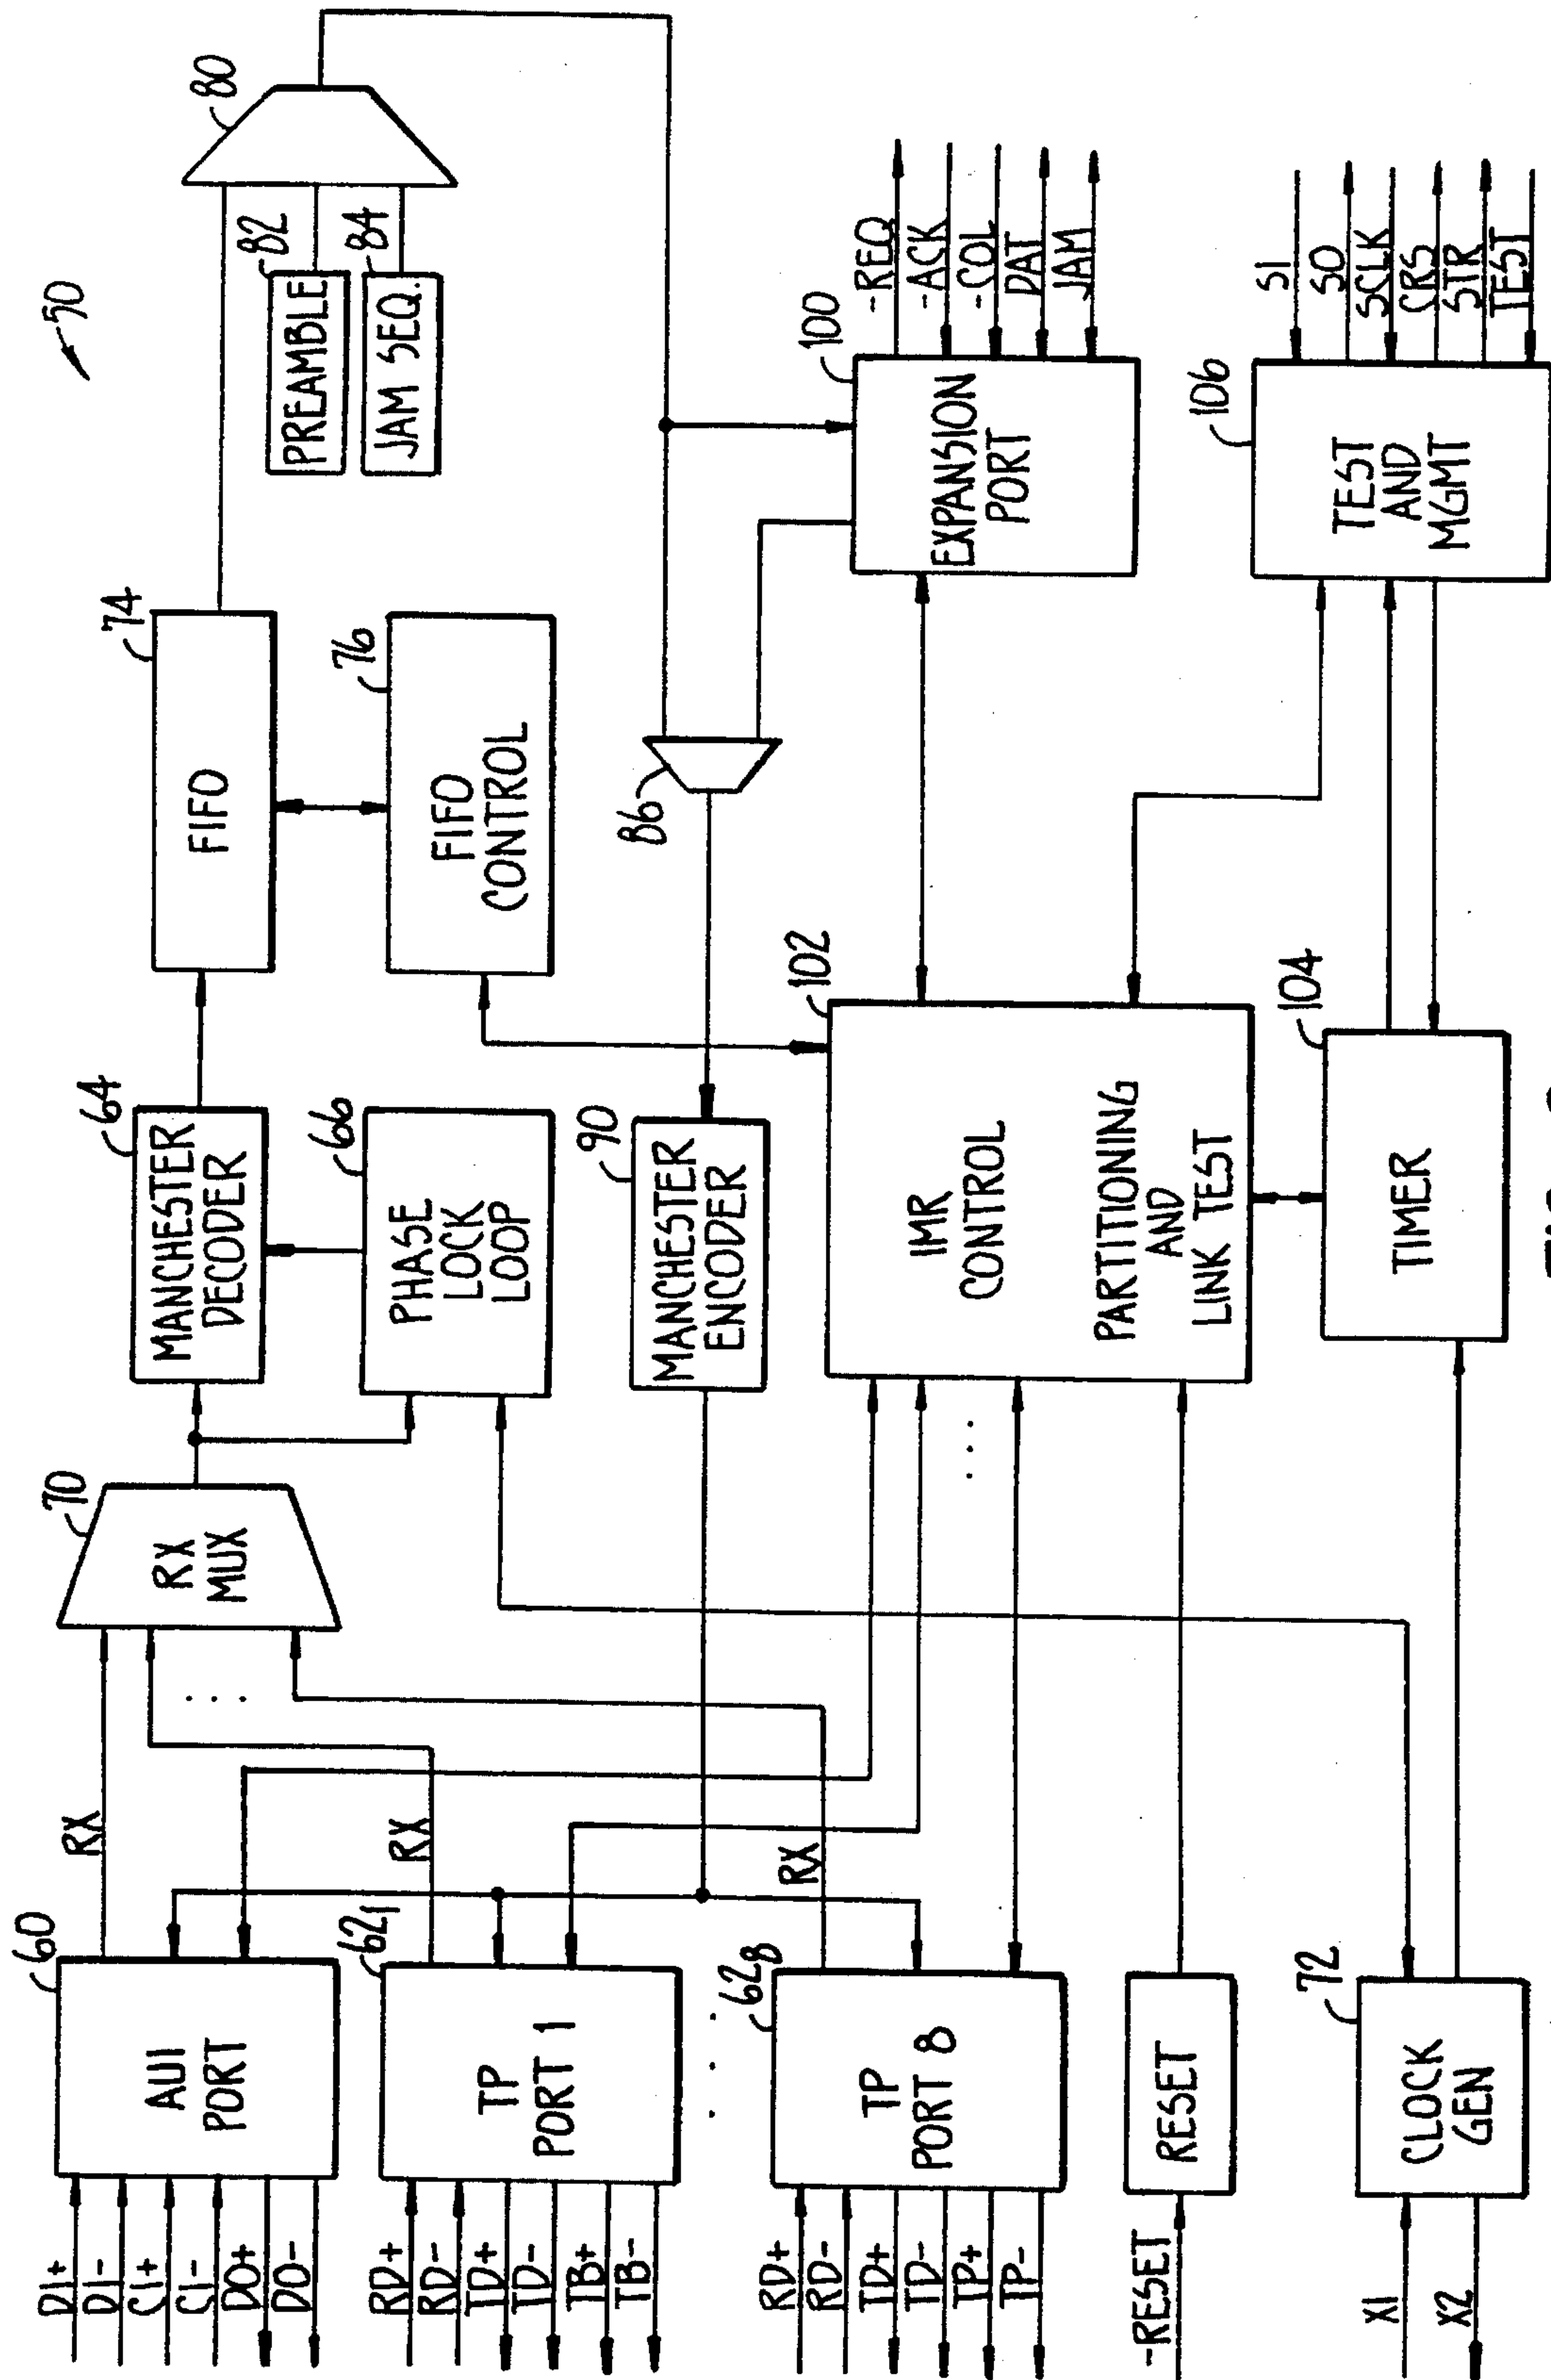 50
DI+
DI-
CI+
CI-
DO+
DO-
60
AUI
PORT
RX
RD+
RD-
TD+
TD-
TB+
TB-
62₁
TP
PORT 1
RX
RD+
RD-
TD+
TD-
TP+
TP-
62₈
TP
PORT 8
RX
-RESET
RESET
X1
X2
72
CLOCK
GEN
70
RX
MUX
64
MANCHESTER
DECODER
66
PHASE
LOCK
LOOP
90
MANCHESTER
ENCODER
74
FIFO
76
FIFO
CONTROL
80
PREAMBLE
82
JAM SEQ.
84
86
102
IMR
CONTROL
PARTITIONING
AND
LINK TEST
104
TIMER
100
EXPANSION
PORT
-REQ
-ACK
-COL
DAT
JAM
106
TEST
AND
MGMT
SI
SO
SCLK
CRS
STR
TEST